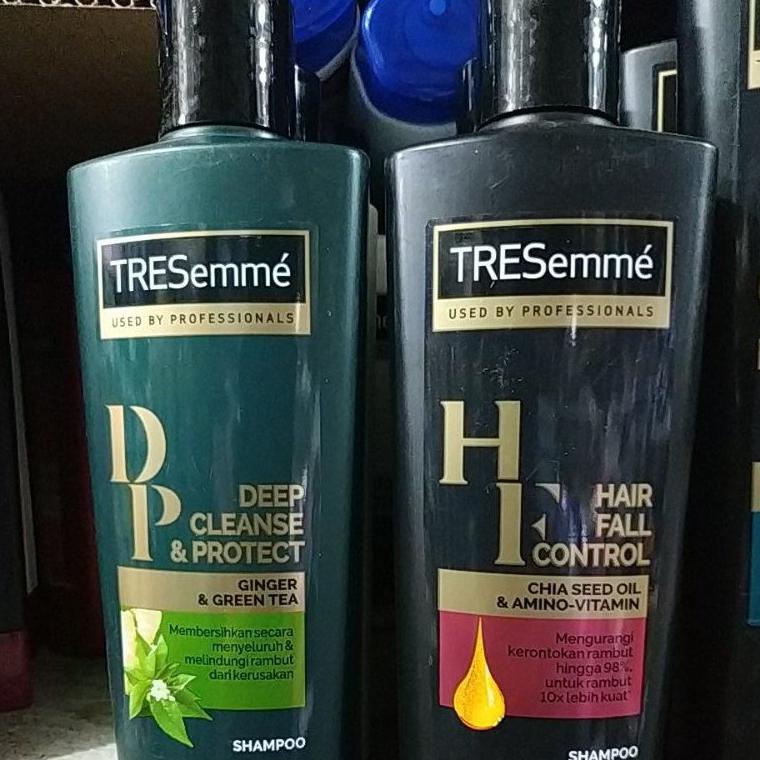 TRESemmé
USED BY PROFESSIONALS
DP
DEEP
CLEANSE
& PROTECT
GINGER
& GREEN TEA
Membersihkan secara
menyeluruh &
melindungi rambut
dari kerusakan
SHAMPOO
TRESemmé
USED BY PROFESSIONALS
HF
HAIR
FALL
CONTROL
CHIA SEED OIL
& AMINO-VITAMIN
Mengurangi
kerontokan rambut
hingga 98%,
untuk rambut
10x lebih kuat*
SHAMPOO